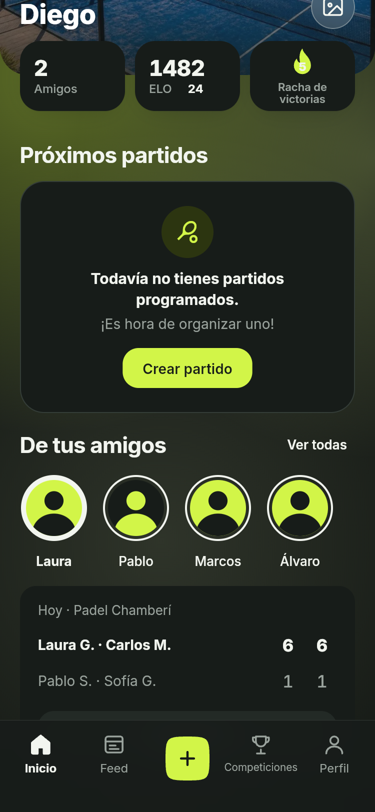 Diego
2
Amigos
1482
ELO 24
5
Racha de
victorias
Próximos partidos
Todavía no tienes partidos
programados.
¡Es hora de organizar uno!
Crear partido
De tus amigos
Ver todas
Laura
Pablo
Marcos
Álvaro
Hoy · Padel Chamberí
Laura G. · Carlos M. 6 6
Pablo S. · Sofía G. 1 1
Inicio
Feed
Competiciones
Perfil